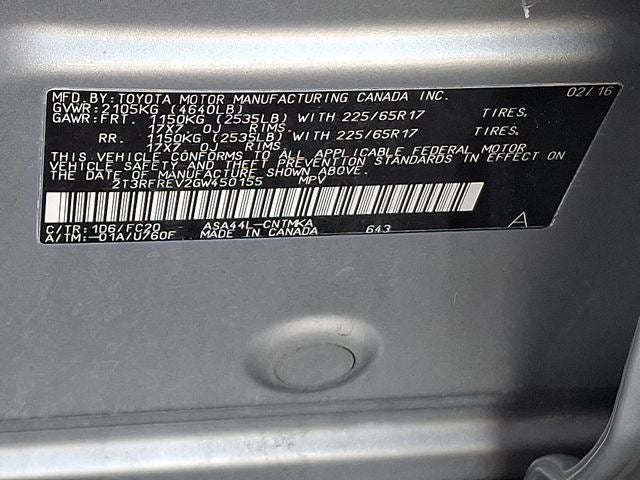 MFD.BY: TOYOTA MOTOR MANUFACTURING CANADA INC. 02/16
GVWR: 2105KG (4640LB)
GAWR: FRT. 1150KG (2535LB) WITH 225/65R17 TIRES.
17X7.0J RIMS
RR. 1150KG (2535LB) WITH 225/65R17 TIRES.
17X7.0J RIMS
THIS VEHICLE CONFORMS TO ALL APPLICABLE FEDERAL MOTOR
VEHICLE SAFETY AND THEFT PREVENTION STANDARDS IN EFFECT ON
THE DATE OF MANUFACTURE SHOWN ABOVE.
2T3RFREV2GW450155 MPV
C/TR: 1D6/FC20 ASA44L-CNTMKA 643
A/TM:-01A/U760F MADE IN CANADA
A